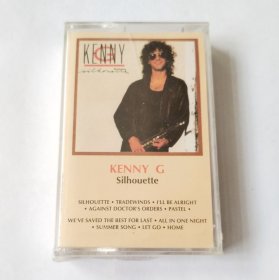 KENNY
G
silhouette
KENNY G
Silhouette
SILHOUETTE • TRADEWINDS • I'LL BE ALRIGHT
• AGAINST DOCTOR'S ORDERS • PASTEL •
WE'VE SAVED THE BEST FOR LAST • ALL IN ONE NIGHT
• SUMMER SONG • LET GO • HOME